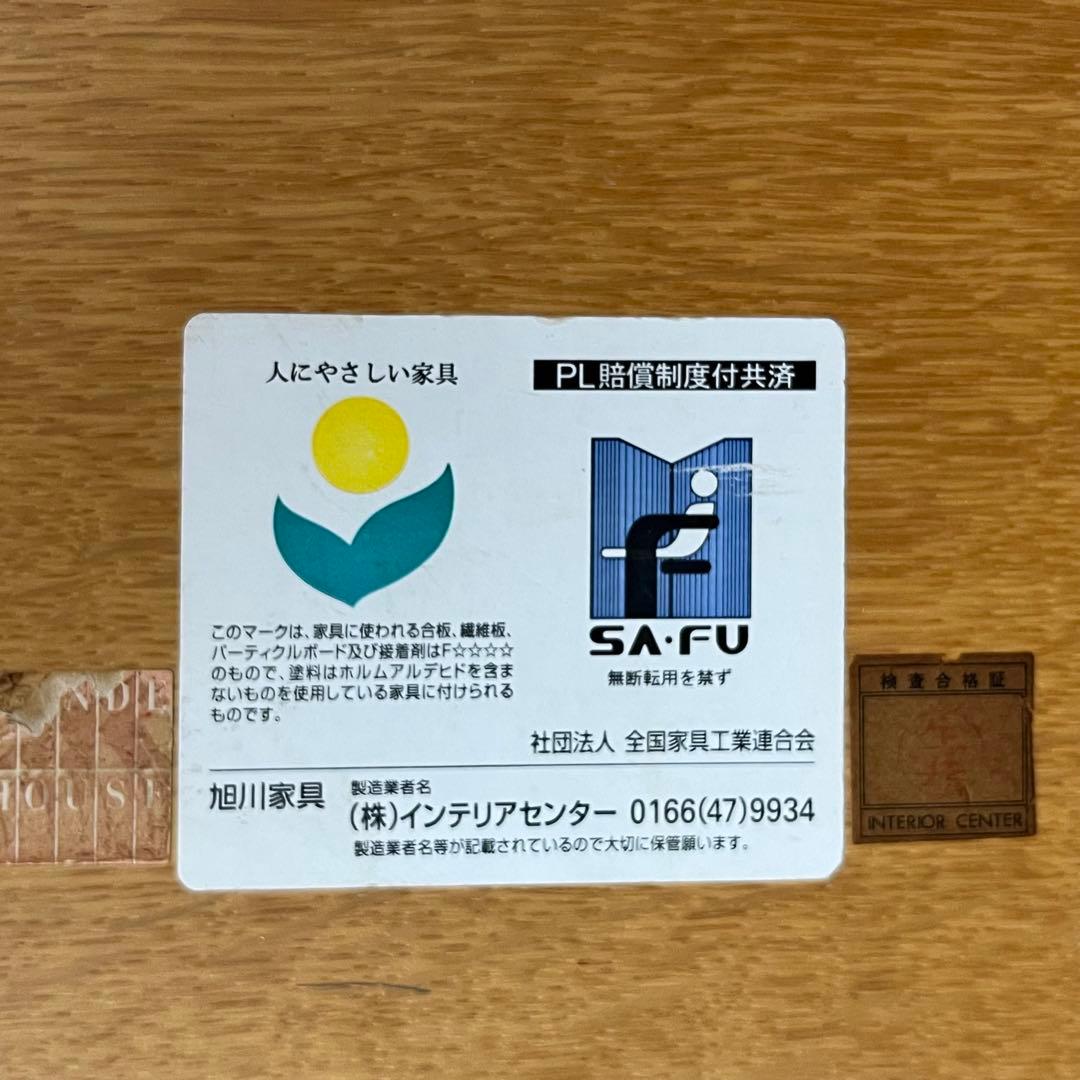 人にやさしい家具
PL賠償制度付共済
SA・FU
無断転用を禁ず
このマークは、家具に使われる合板、繊維板、
パーティクルボード及び接着剤はF☆☆☆☆
のもので、塗料はホルムアルデヒドを含ま
ないものを使用している家具に付けられる
ものです。
社団法人 全国家具工業連合会
旭川家具
製造業者名
(株)インテリアセンター 0166(47)9934
製造業者名等が記載されているので大切に保管願います。
NDE
HOUSE
検査合格証
INTERIOR CENTER